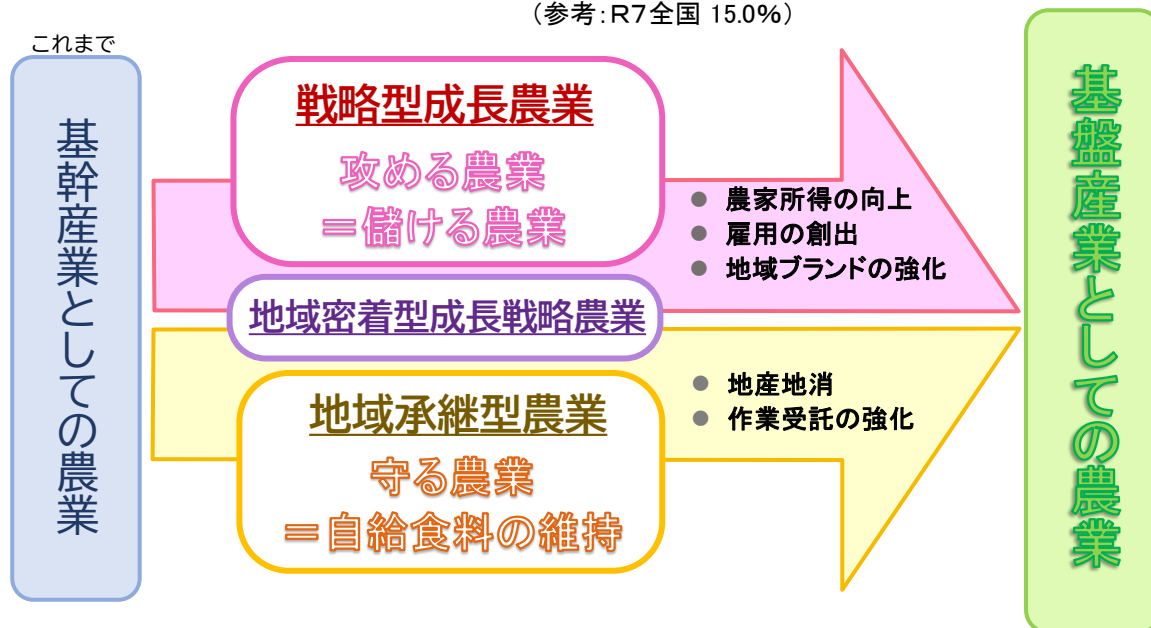 （参考：R7全国 15.0%）
これまで
基幹産業としての農業
戦略型成長農業
攻める農業
＝儲ける農業
● 農家所得の向上
● 雇用の創出
● 地域ブランドの強化
地域密着型成長戦略農業
地域承継型農業
守る農業
＝自給食料の維持
● 地産地消
● 作業受託の強化
基盤産業としての農業